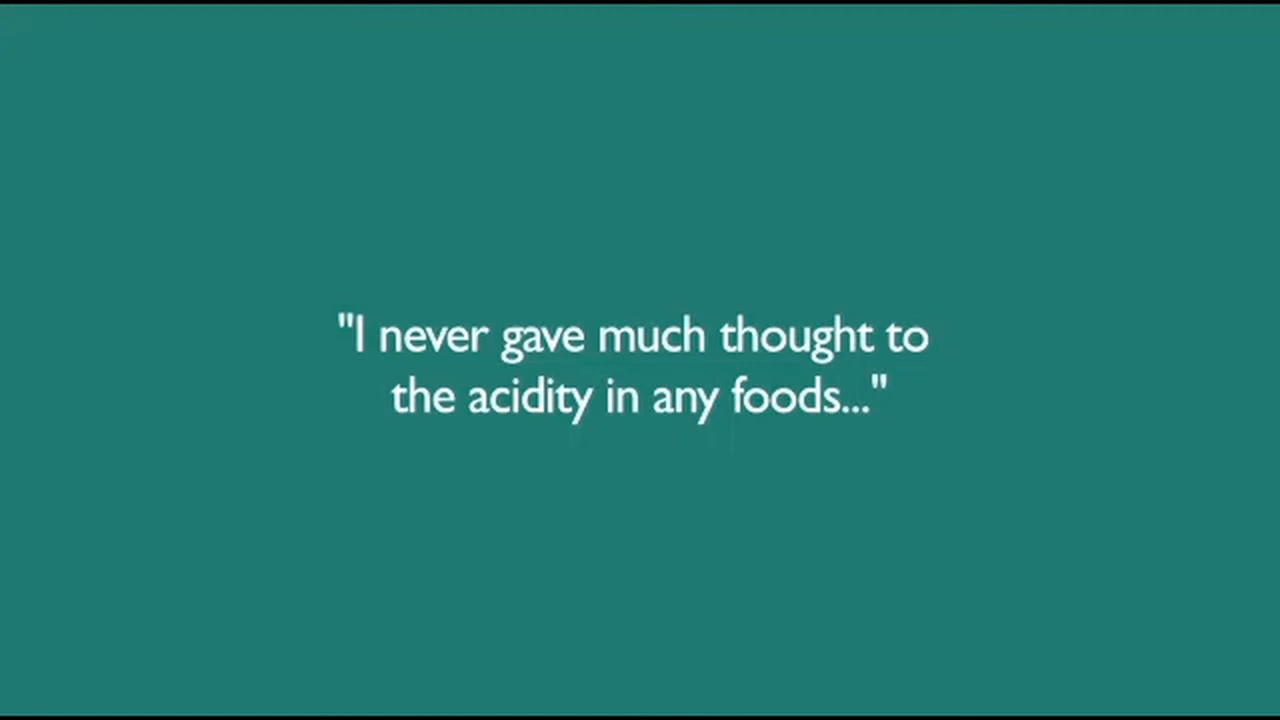 "I never gave much thought to
the acidity in any foods..."